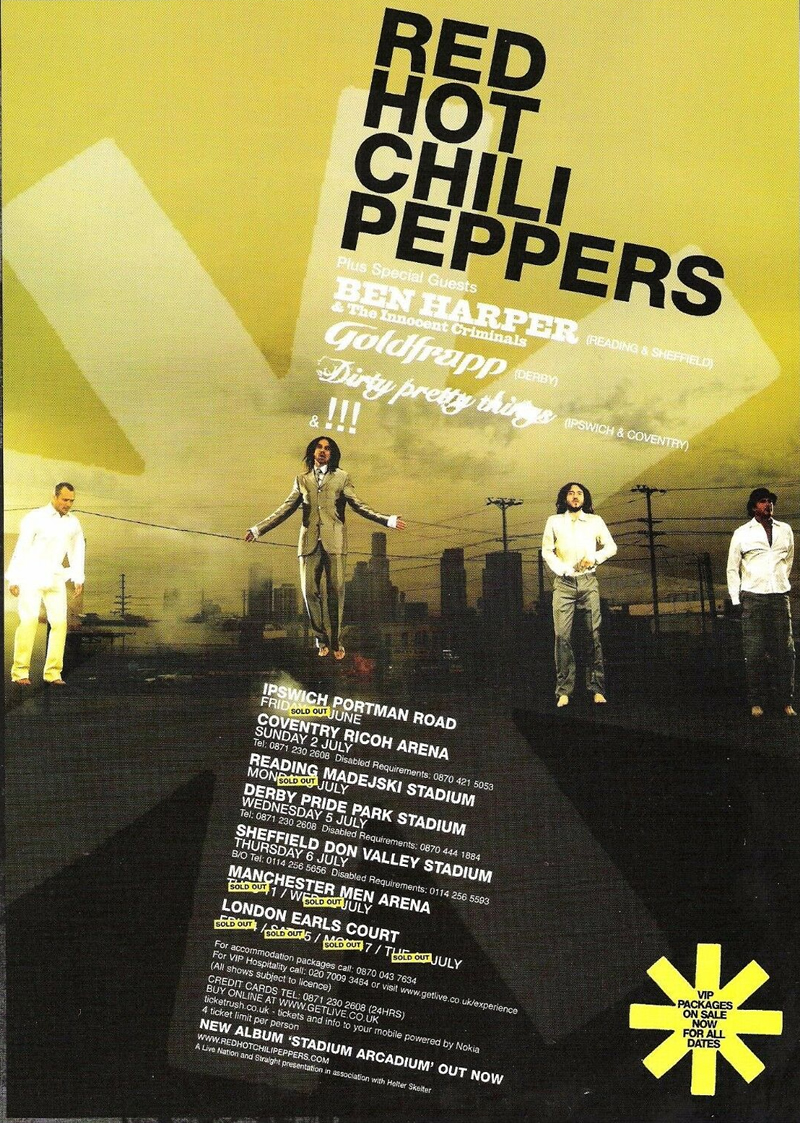 RED
HOT
CHILI
PEPPERS
Plus Special Guests
BEN HARPER
& The Innocent Criminals (READING & SHEFFIELD)
Goldfrapp (DERBY)
Dirty pretty things (IPSWICH & COVENTRY)
& !!!
IPSWICH PORTMAN ROAD
SOLD OUT JUNE
COVENTRY RICOH ARENA
SUNDAY 2 JULY
Tel: 0871 230 2608 Disabled Requirements: 0870 421 5053
READING MADEJSKI STADIUM
SOLD OUT JULY
DERBY PRIDE PARK STADIUM
WEDNESDAY 5 JULY
Tel: 0871 230 2608 Disabled Requirements: 0870 444 1884
SHEFFIELD DON VALLEY STADIUM
THURSDAY 6 JULY
B/O Tel: 0114 256 5656 Disabled Requirements: 0114 256 5593
MANCHESTER MEN ARENA
SOLD OUT / SOLD OUT JULY
LONDON EARLS COURT
SOLD OUT / SOLD OUT / SOLD OUT / SOLD OUT JULY
For accommodation packages call: 0870 043 7634
For VIP Hospitality call: 020 7009 3484 or visit www.getlive.co.uk/experience
(All shows subject to licence)
CREDIT CARDS TEL: 0871 230 2608 (24HRS)
BUY ONLINE AT WWW.GETLIVE.CO.UK
ticketrush.co.uk - tickets and info to your mobile powered by Nokia
4 ticket limit per person
NEW ALBUM 'STADIUM ARCADIUM' OUT NOW
WWW.REDHOTCHILIPEPPERS.COM
A Live Nation and Straight presentation in association with Helter Skelter
VIP
PACKAGES
ON SALE
NOW
FOR ALL
DATES